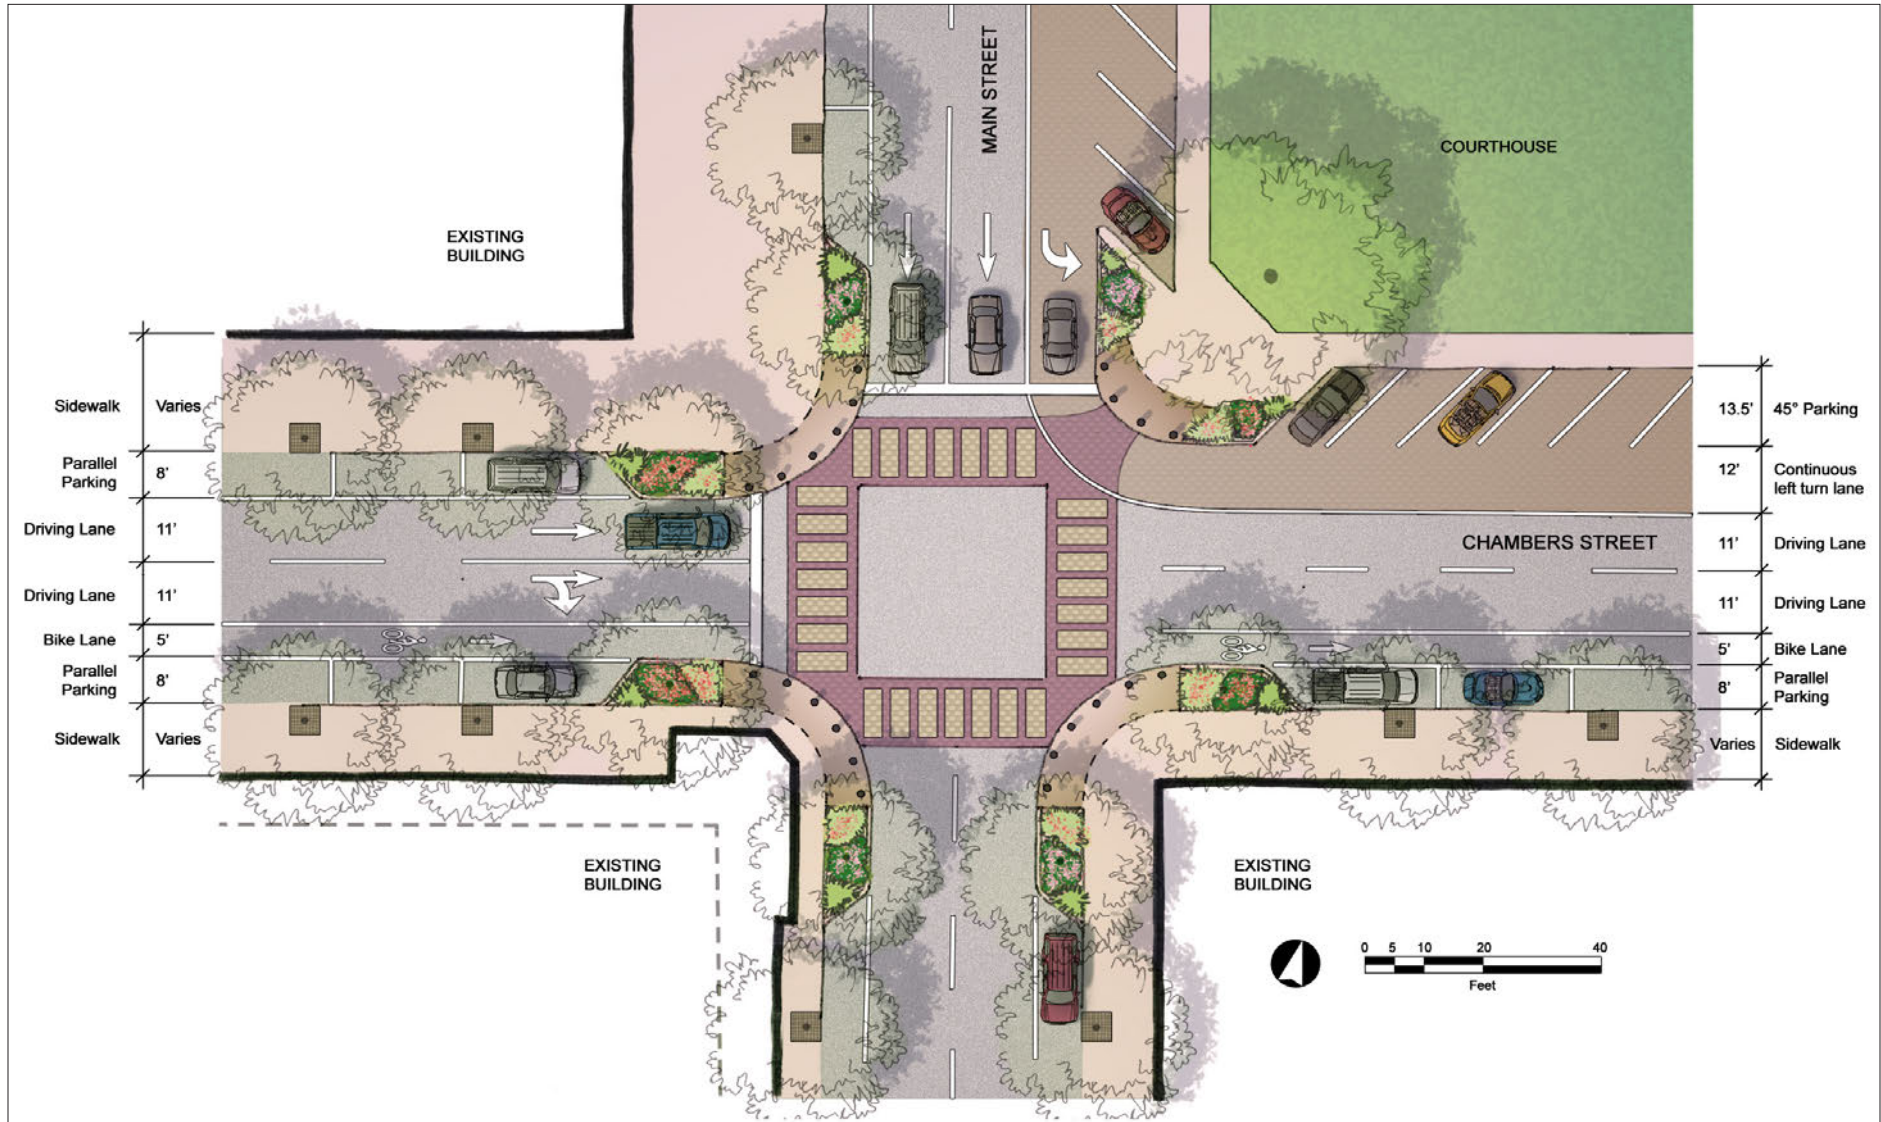 MAIN STREET
COURTHOUSE
EXISTING
BUILDING
Sidewalk
Varies
Parallel
Parking
8'
Driving Lane
11'
Driving Lane
11'
Bike Lane
5'
Parallel
Parking
8'
Sidewalk
Varies
13.5'
45° Parking
12'
Continuous
left turn lane
CHAMBERS STREET
11'
Driving Lane
11'
Driving Lane
5'
Bike Lane
8'
Parallel
Parking
Varies
Sidewalk
EXISTING
BUILDING
EXISTING
BUILDING
0 5 10 20 40
Feet